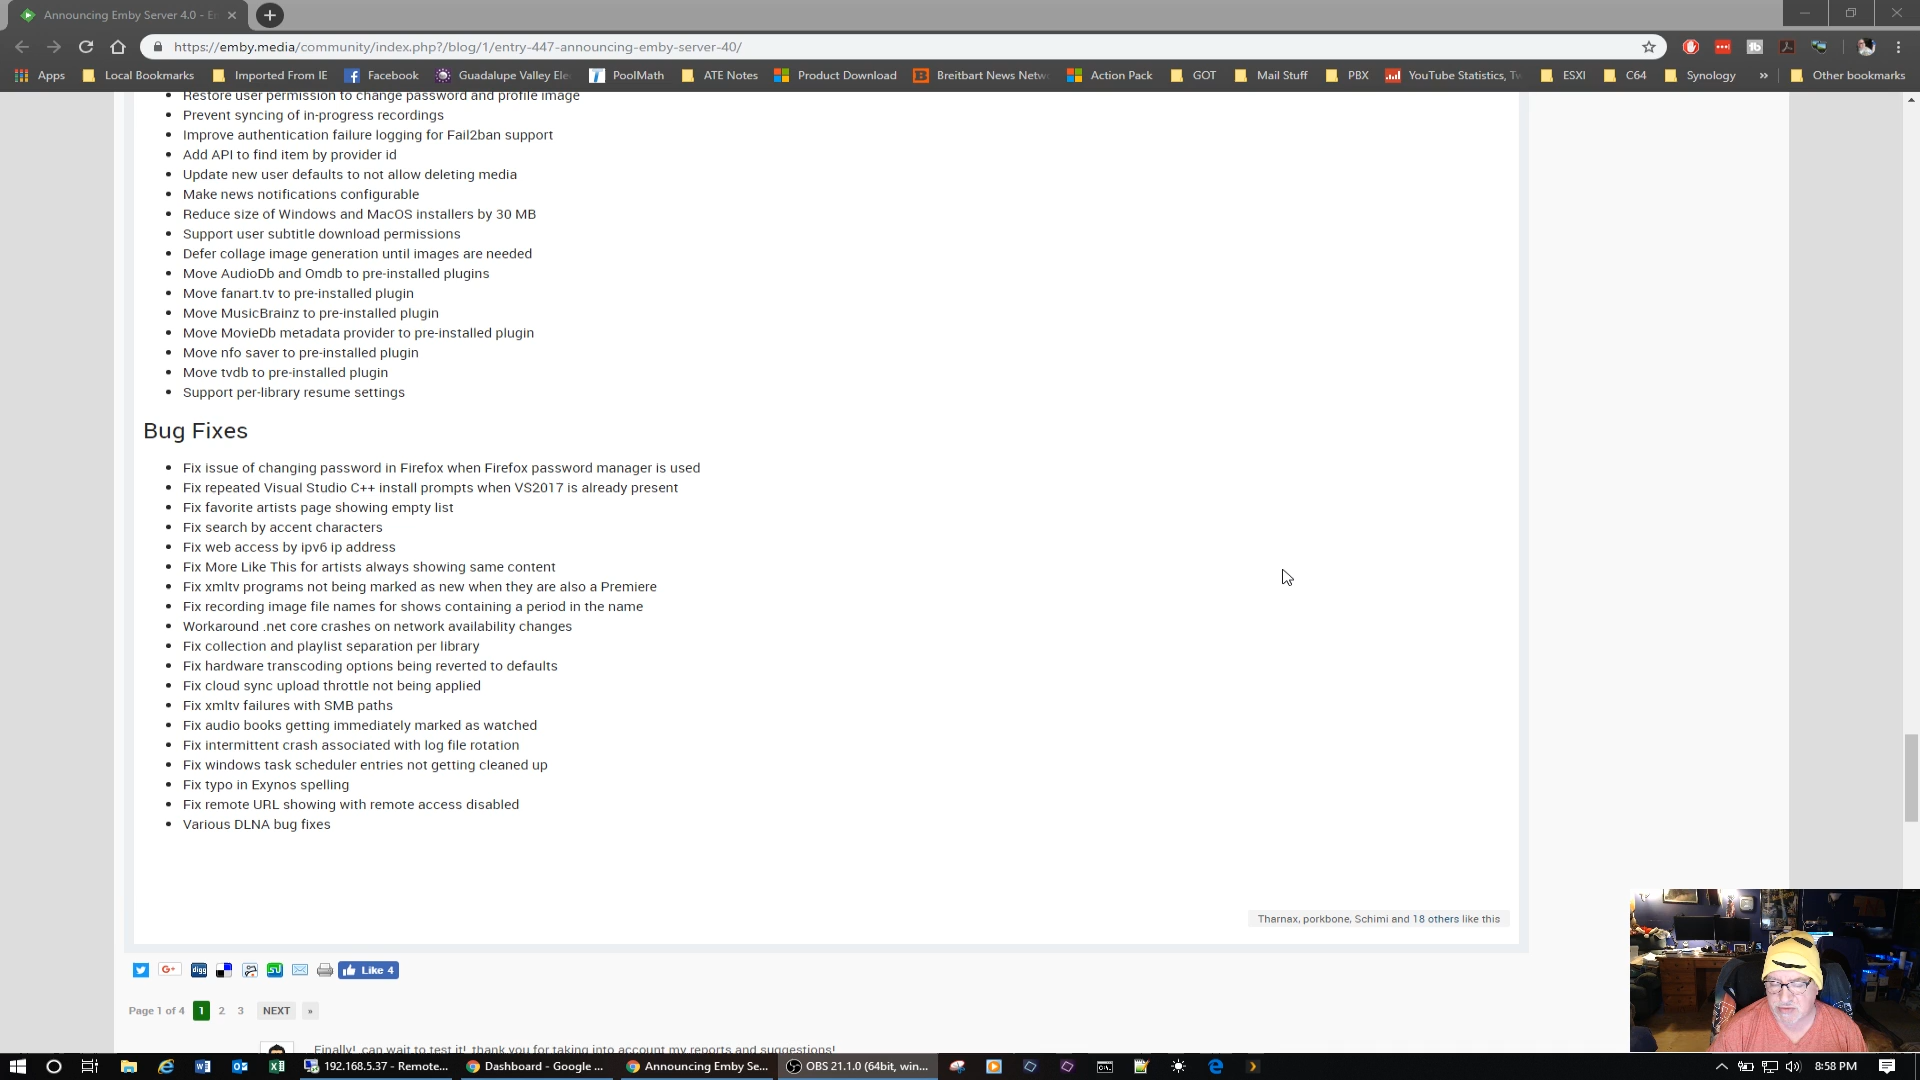 Announcing Emby Server 4.0 - E
https://emby.media/community/index.php?/blog/1/entry-447-announcing-emby-server-40/
Apps Local Bookmarks Imported From IE Facebook Guadalupe Valley Ele PoolMath ATE Notes Product Download Breitbart News Netw Action Pack GOT Mail Stuff PBX YouTube Statistics, Tw ESXI C64 Synology » Other bookmarks
Restore user permission to change password and profile image
Prevent syncing of in-progress recordings
Improve authentication failure logging for Fail2ban support
Add API to find item by provider id
Update new user defaults to not allow deleting media
Make news notifications configurable
Reduce size of Windows and MacOS installers by 30 MB
Support user subtitle download permissions
Defer collage image generation until images are needed
Move AudioDb and Omdb to pre-installed plugins
Move fanart.tv to pre-installed plugin
Move MusicBrainz to pre-installed plugin
Move MovieDb metadata provider to pre-installed plugin
Move nfo saver to pre-installed plugin
Move tvdb to pre-installed plugin
Support per-library resume settings
Bug Fixes
Fix issue of changing password in Firefox when Firefox password manager is used
Fix repeated Visual Studio C++ install prompts when VS2017 is already present
Fix favorite artists page showing empty list
Fix search by accent characters
Fix web access by ipv6 ip address
Fix More Like This for artists always showing same content
Fix xmltv programs not being marked as new when they are also a Premiere
Fix recording image file names for shows containing a period in the name
Workaround .net core crashes on network availability changes
Fix collection and playlist separation per library
Fix hardware transcoding options being reverted to defaults
Fix cloud sync upload throttle not being applied
Fix xmltv failures with SMB paths
Fix audio books getting immediately marked as watched
Fix intermittent crash associated with log file rotation
Fix windows task scheduler entries not getting cleaned up
Fix typo in Exynos spelling
Fix remote URL showing with remote access disabled
Various DLNA bug fixes
Tharnax, porkbone, Schimi and 18 others like this
G+ digg Like 4
Page 1 of 4 1 2 3 NEXT »
Finally! can wait to test it! thank you for taking into account my reports and suggestions!
192.168.5.37 - Remote... Dashboard - Google ... Announcing Emby Se... OBS 21.1.0 (64bit, win... 8:58 PM